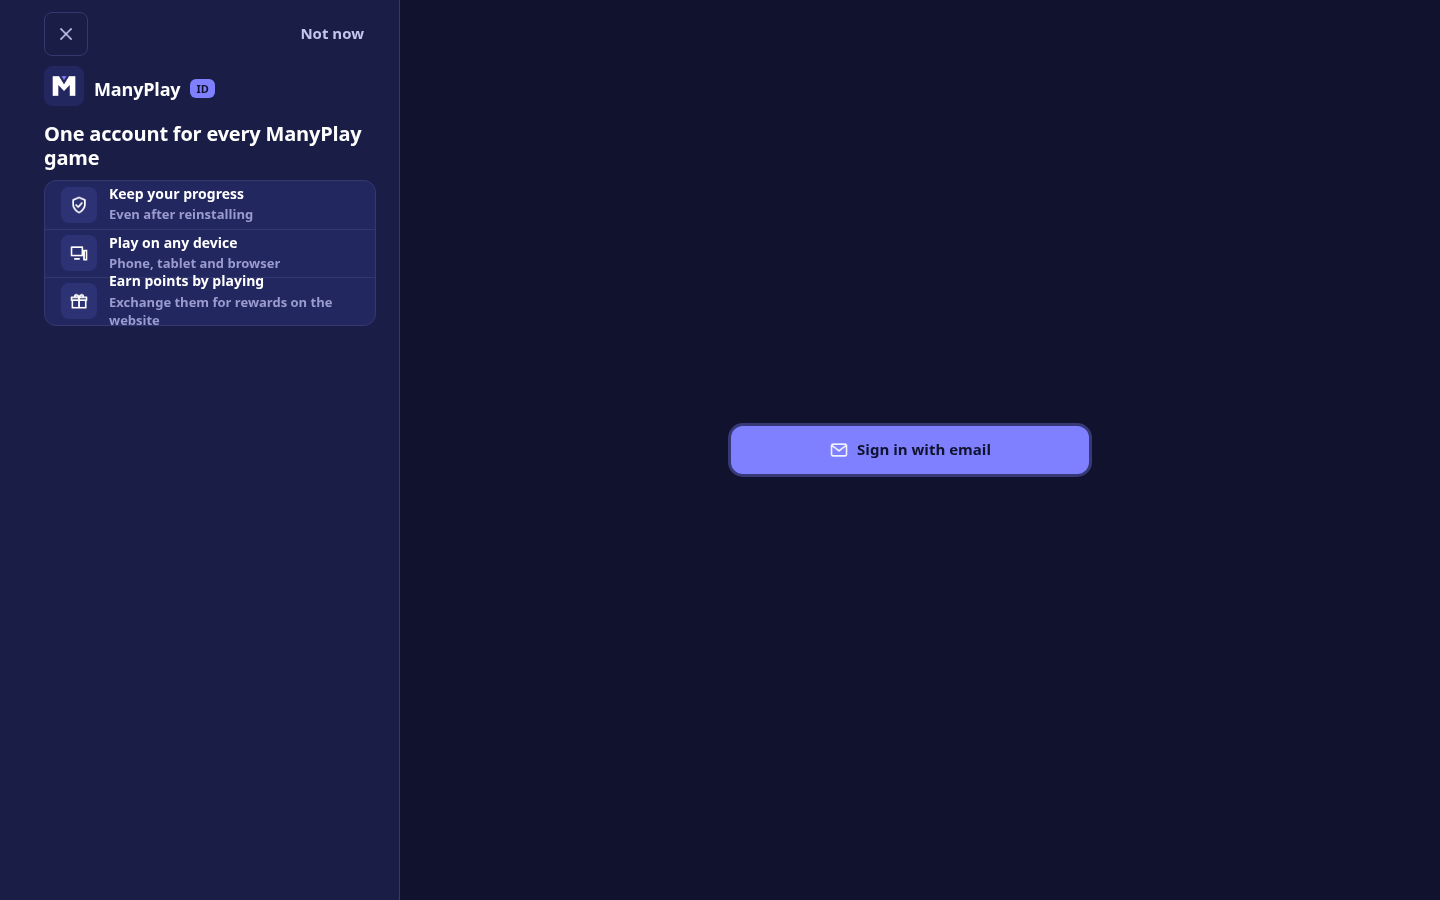 Not now
ManyPlay ID
One account for every ManyPlay
game
Keep your progress
Even after reinstalling
Play on any device
Phone, tablet and browser
Earn points by playing
Exchange them for rewards on the
website
Sign in with email